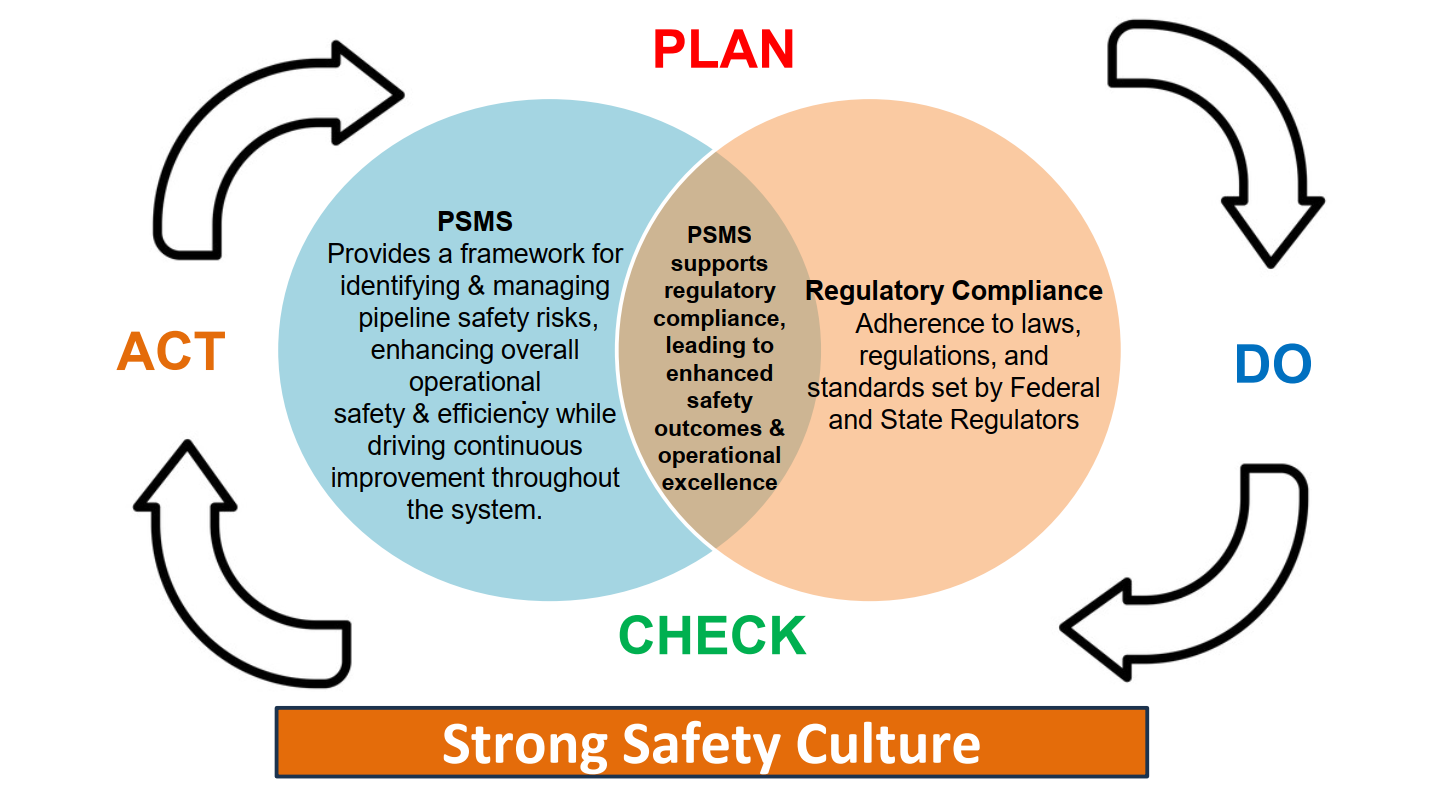 PLAN
PSMS
Provides a framework for
identifying & managing
pipeline safety risks,
enhancing overall
operational
safety & efficiency while
driving continuous
improvement throughout
the system.
PSMS
supports
regulatory
compliance,
leading to
enhanced
safety
outcomes &
operational
excellence
Regulatory Compliance
Adherence to laws,
regulations, and
standards set by Federal
and State Regulators
ACT
DO
CHECK
Strong Safety Culture